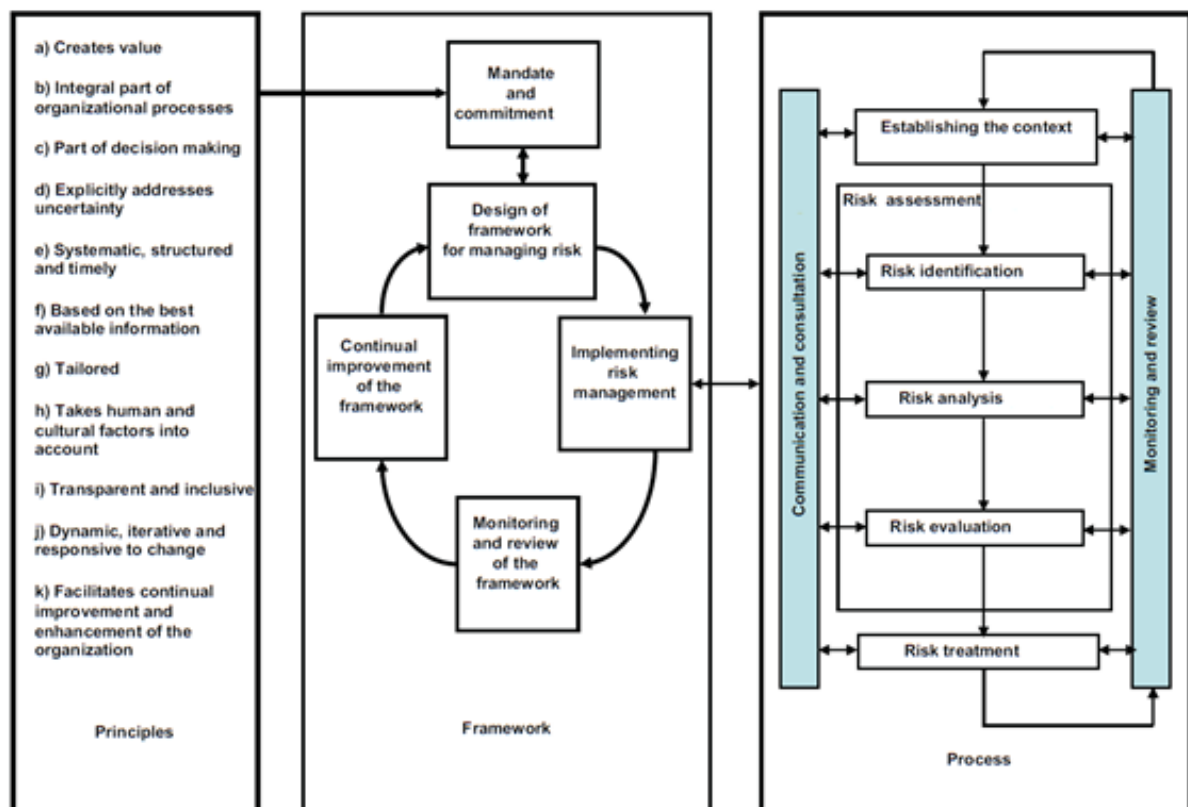 a) Creates value
b) Integral part of
organizational processes
c) Part of decision making
d) Explicitly addresses
uncertainty
e) Systematic, structured
and timely
f) Based on the best
available information
g) Tailored
h) Takes human and
cultural factors into
account
i) Transparent and inclusive
j) Dynamic, iterative and
responsive to change
k) Facilitates continual
improvement and
enhancement of the
organization
Principles
Mandate
and
commitment
Design of
framework
for managing risk
Implementing
risk
management
Monitoring
and review
of the
framework
Continual
improvement
of the
framework
Framework
Communication and consultation
Establishing the context
Risk assessment
Risk identification
Risk analysis
Risk evaluation
Risk treatment
Monitoring and review
Process